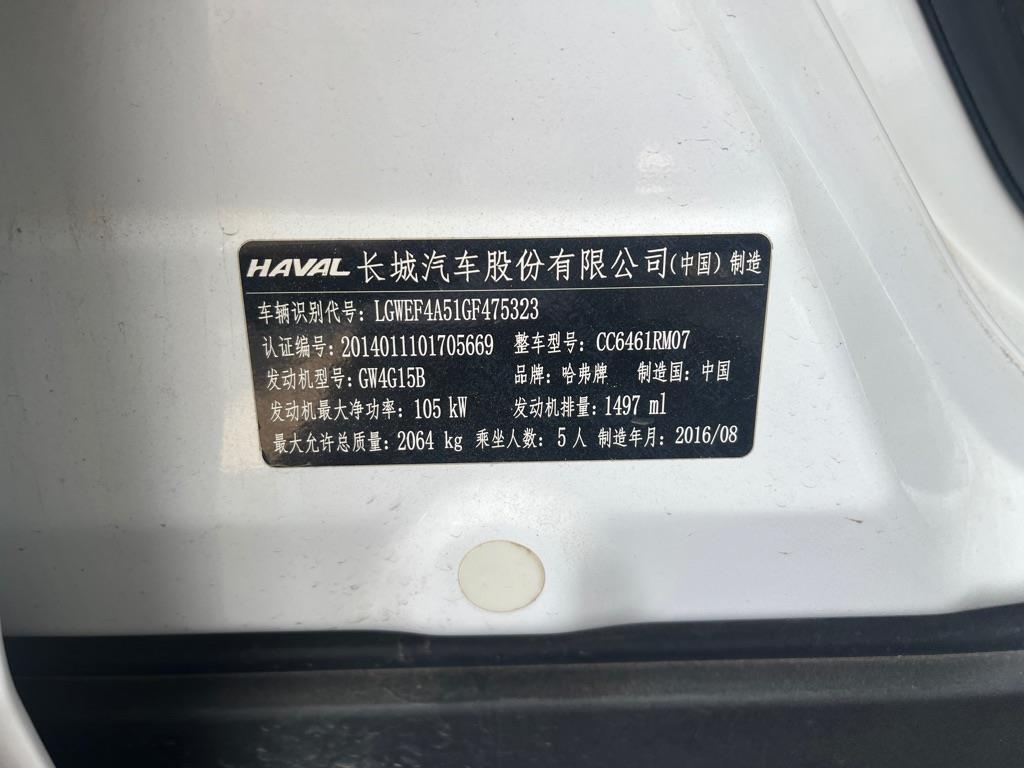 HAVAL 长城汽车股份有限公司(中国)制造
车辆识别代号：LGWEF4A51GF475323
认证编号：2014011101705669 整车型号：CC6461RM07
发动机型号：GW4G15B 品牌：哈弗牌 制造国：中国
发动机最大净功率：105 kW 发动机排量：1497 ml
最大允许总质量：2064 kg 乘坐人数：5人 制造年月：2016/08